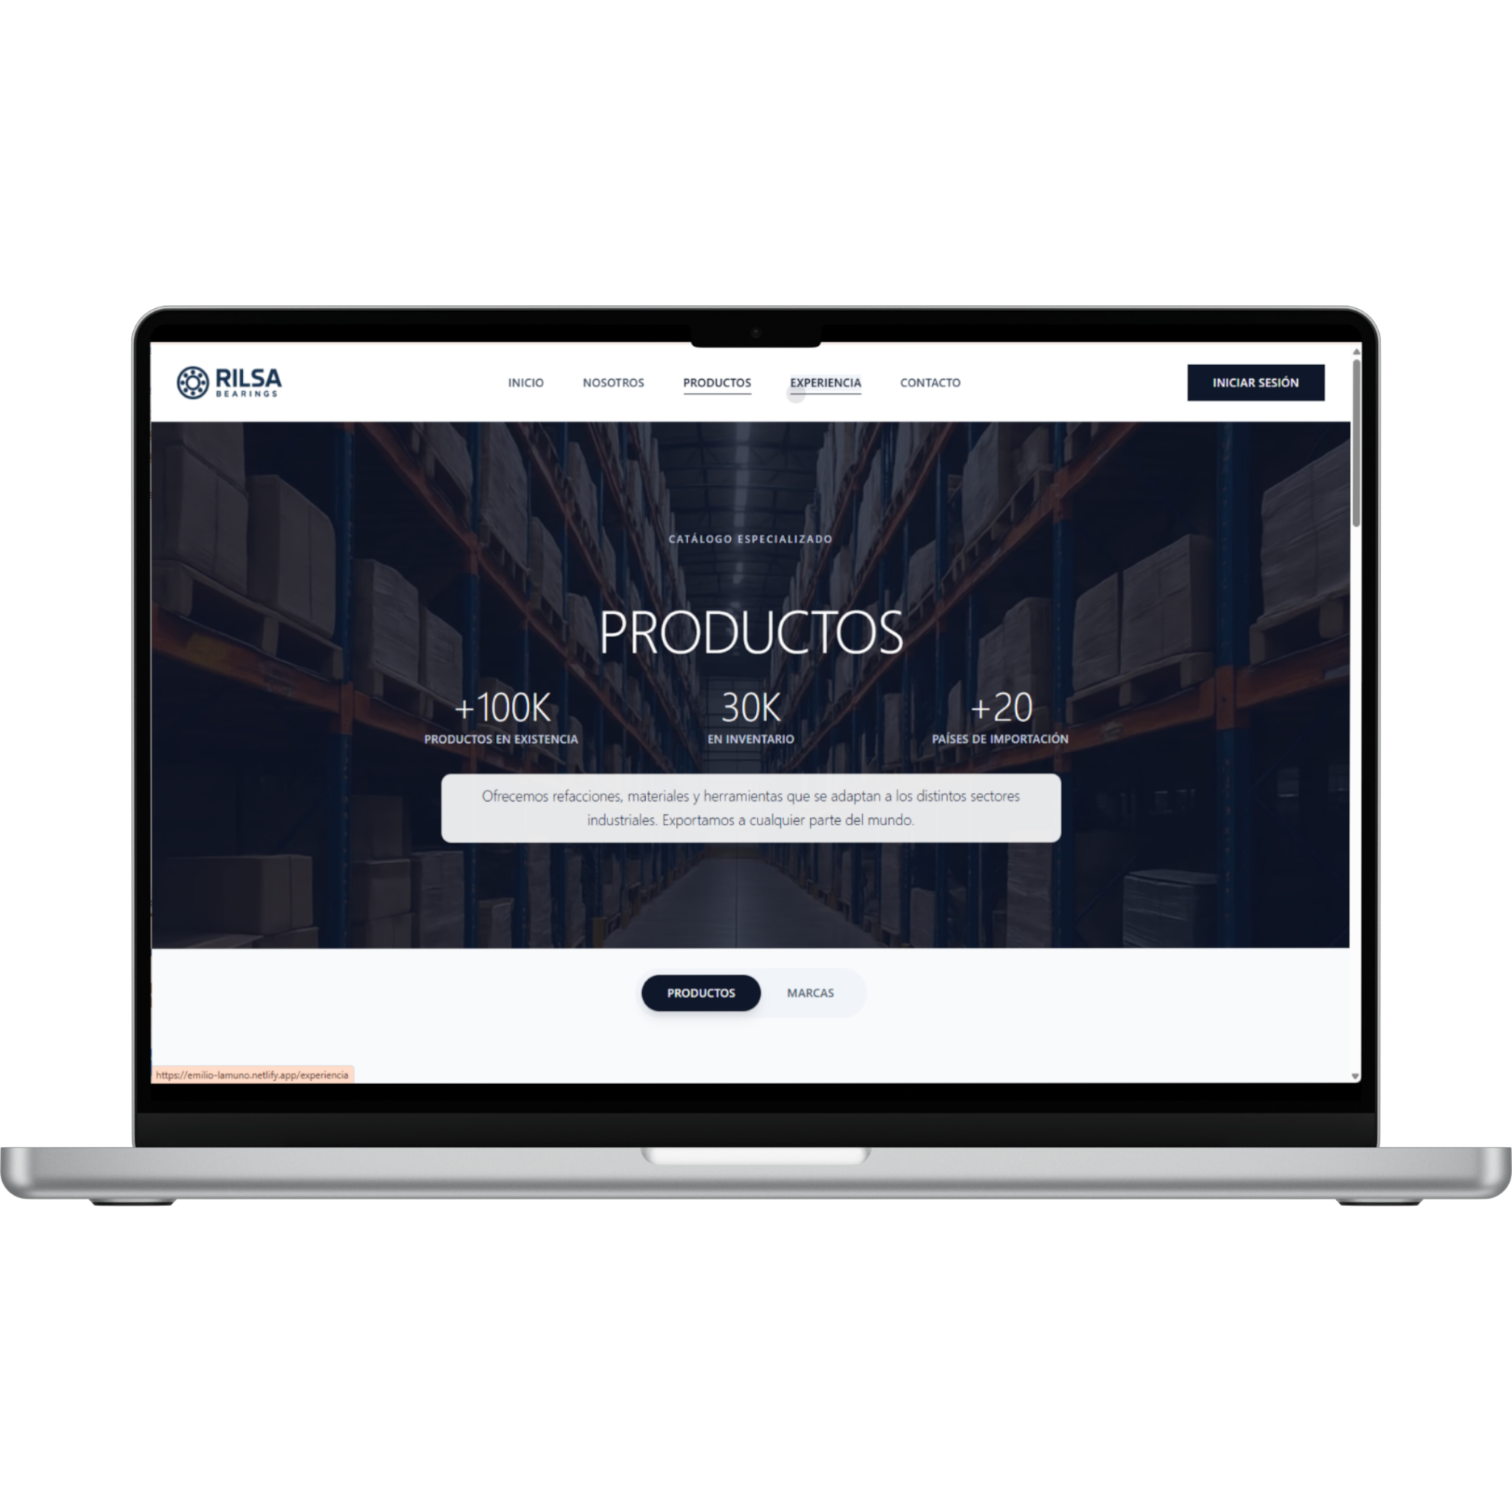 RILSA
BEARINGS
INICIO
NOSOTROS
PRODUCTOS
EXPERIENCIA
CONTACTO
INICIAR SESIÓN
CATÁLOGO ESPECIALIZADO
PRODUCTOS
+100K
PRODUCTOS EN EXISTENCIA
30K
EN INVENTARIO
+20
PAÍSES DE IMPORTACIÓN
Ofrecemos refacciones, materiales y herramientas que se adaptan a los distintos sectores
industriales. Exportamos a cualquier parte del mundo.
PRODUCTOS
MARCAS
https://emilio-lamuno.netlify.app/experiencia